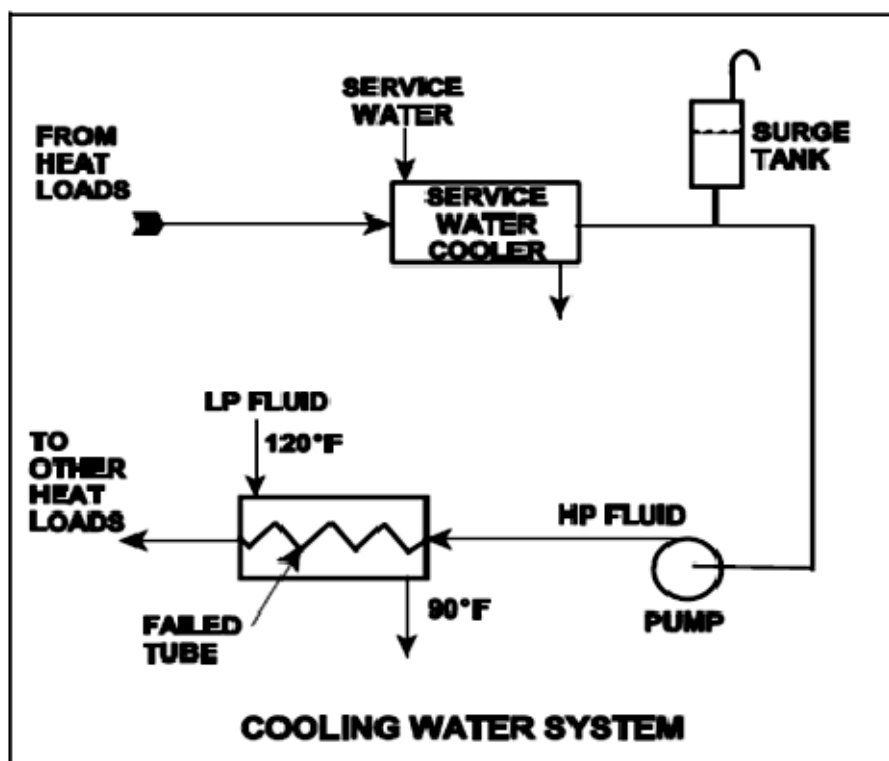 SERVICE
WATER
FROM
HEAT
LOADS
SERVICE
WATER
COOLER
SURGE
TANK
LP FLUID
120°F
TO
OTHER
HEAT
LOADS
HP FLUID
90°F
FAILED
TUBE
PUMP
COOLING WATER SYSTEM